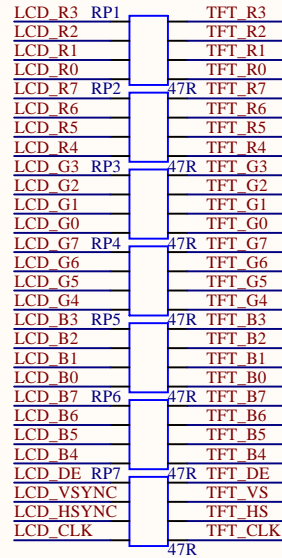 LCD_R3 RP1 TFT_R3
LCD_R2 TFT_R2
LCD_R1 TFT_R1
LCD_R0 TFT_R0
LCD_R7 RP2 47R TFT_R7
LCD_R6 TFT_R6
LCD_R5 TFT_R5
LCD_R4 TFT_R4
LCD_G3 RP3 47R TFT_G3
LCD_G2 TFT_G2
LCD_G1 TFT_G1
LCD_G0 TFT_G0
LCD_G7 RP4 47R TFT_G7
LCD_G6 TFT_G6
LCD_G5 TFT_G5
LCD_G4 TFT_G4
LCD_B3 RP5 47R TFT_B3
LCD_B2 TFT_B2
LCD_B1 TFT_B1
LCD_B0 TFT_B0
LCD_B7 RP6 47R TFT_B7
LCD_B6 TFT_B6
LCD_B5 TFT_B5
LCD_B4 TFT_B4
LCD_DE RP7 47R TFT_DE
LCD_VSYNC TFT_VS
LCD_HSYNC TFT_HS
LCD_CLK TFT_CLK
47R